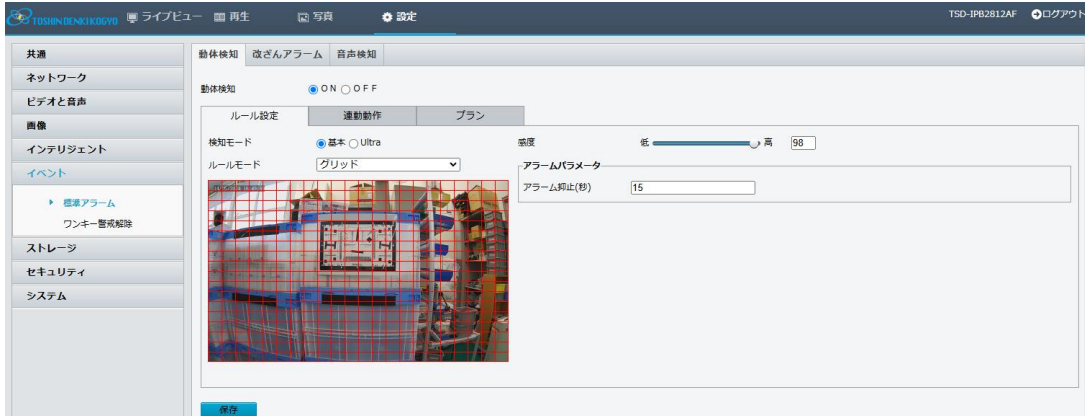 TOSHIN DENKI KOGYO ライブビュー 再生 写真 設定 TSD-IPB2812AF ログアウト
共通
ネットワーク
ビデオと音声
画像
インテリジェント
イベント
標準アラーム
ワンキー警戒解除
ストレージ
セキュリティ
システム
動体検知 改ざんアラーム 音声検知
動体検知 ON OFF
ルール設定 連動動作 プラン
検知モード 基本 Ultra
ルールモード グリッド
感度 低 高 98
アラームパラメータ
アラーム抑止(秒) 15
保存